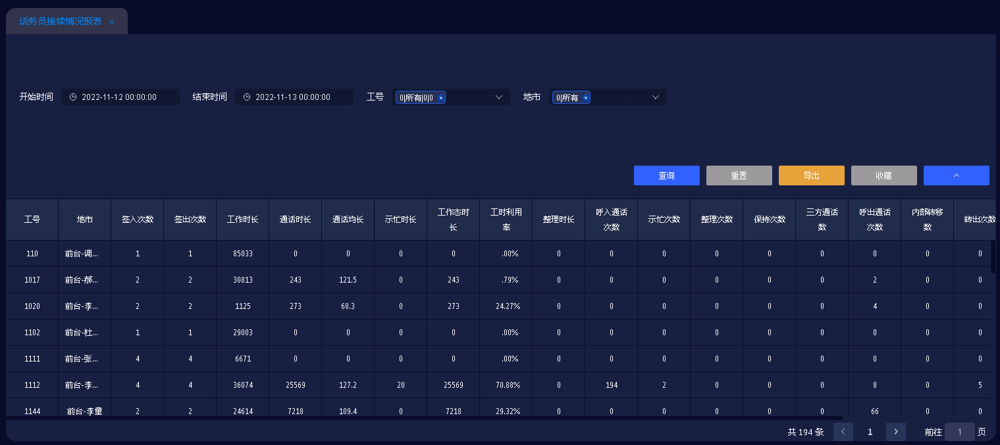 话务员接续情况报表 ×
开始时间 2022-11-12 00:00:00 结束时间 2022-11-13 00:00:00 工号 0|所有|0|0 × 地市 0|所有 ×
查询 重置 导出 收藏
工号 地市 签入次数 签出次数 工作时长 通话时长 通话均长 示忙时长 工作态时长 工时利用率 整理时长 呼入通话次数 示忙次数 整理次数 保持次数 三方通话数 呼出通话次数 内部转移数 转出次数
110 前台-调... 1 1 85033 0 0 0 0 .00% 0 0 0 0 0 0 0 0 0
1017 前台-郝... 2 2 30813 243 121.5 0 243 .79% 0 0 0 0 0 0 2 0 0
1020 前台-李... 2 2 1125 273 68.3 0 273 24.27% 0 0 0 0 0 0 4 0 0
1102 前台-杜... 1 1 29003 0 0 0 0 .00% 0 0 0 0 0 0 0 0 0
1111 前台-张... 4 4 6671 0 0 0 0 .00% 0 0 0 0 0 0 0 0 0
1112 前台-李... 4 4 36074 25569 127.2 20 25569 70.88% 0 194 2 0 0 0 8 0 5
1144 前台-李童 2 2 24614 7218 109.4 0 7218 29.32% 0 0 0 0 0 0 66 0 0
共 194 条 < 1 > 前往 1 页